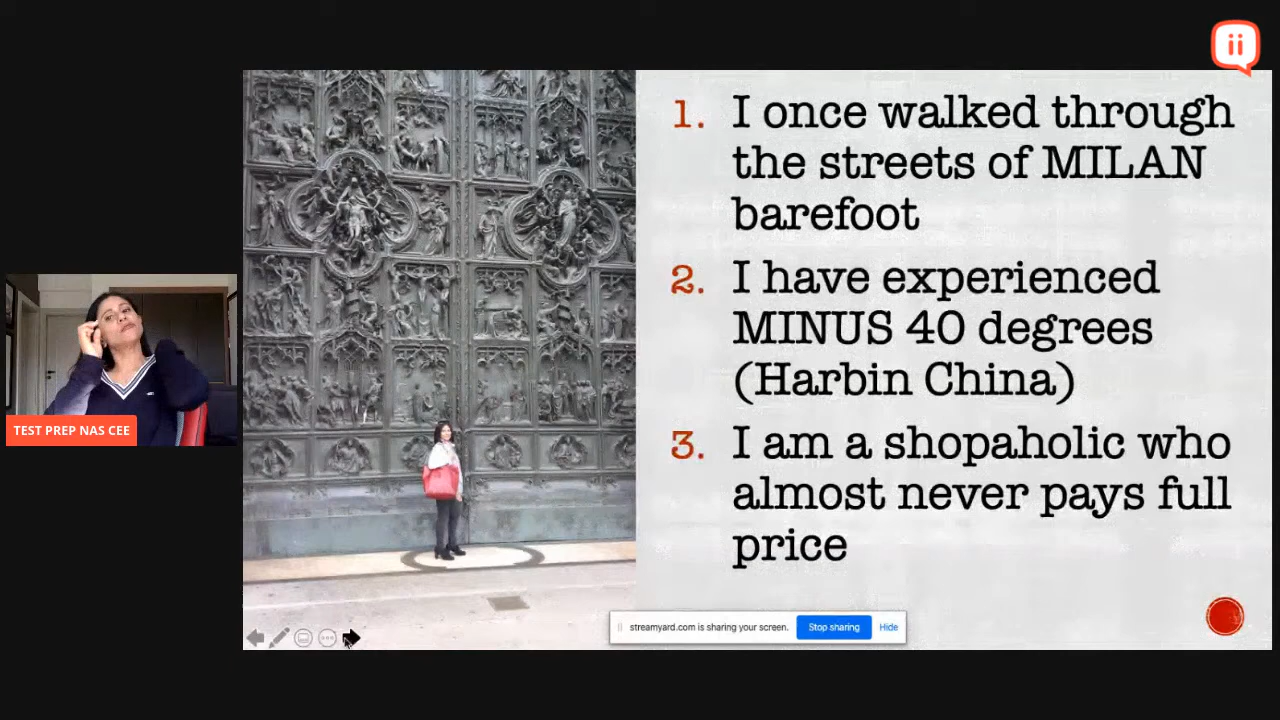 ii
1. I once walked through
the streets of MILAN
barefoot
2. I have experienced
MINUS 40 degrees
(Harbin China)
3. I am a shopaholic who
almost never pays full
price
TEST PREP NAS CEE
streamyard.com is sharing your screen. Stop sharing Hide